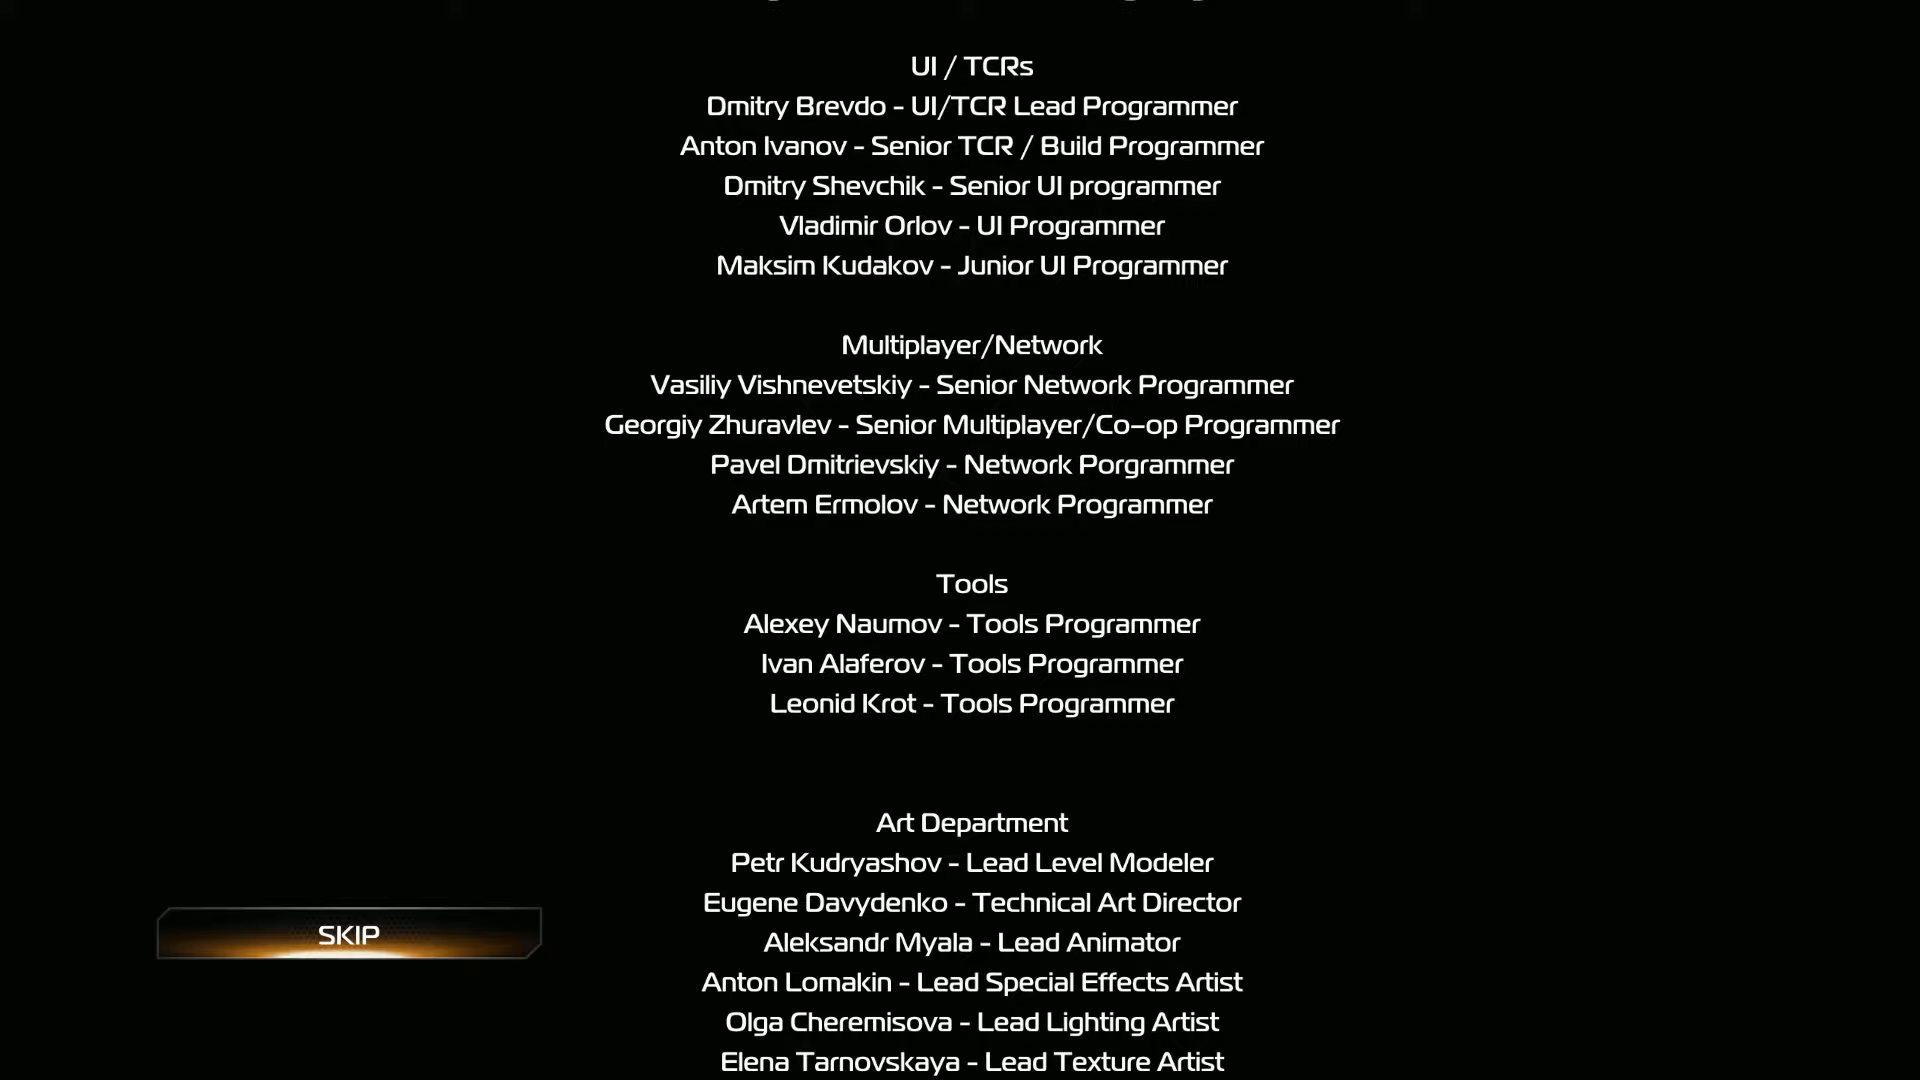 UI / TCRs
Dmitry Brevdo - UI/TCR Lead Programmer
Anton Ivanov - Senior TCR / Build Programmer
Dmitry Shevchik - Senior UI programmer
Vladimir Orlov - UI Programmer
Maksim Kudakov - Junior UI Programmer
Multiplayer/Network
Vasiliy Vishnevetskiy - Senior Network Programmer
Georgiy Zhuravlev - Senior Multiplayer/Co-op Programmer
Pavel Dmitrievskiy - Network Porgrammer
Artem Ermolov - Network Programmer
Tools
Alexey Naumov - Tools Programmer
Ivan Alaferov - Tools Programmer
Leonid Krot - Tools Programmer
Art Department
Petr Kudryashov - Lead Level Modeler
Eugene Davydenko - Technical Art Director
Aleksandr Myala - Lead Animator
Anton Lomakin - Lead Special Effects Artist
Olga Cheremisova - Lead Lighting Artist
Elena Tarnovskaya - Lead Texture Artist
SKIP